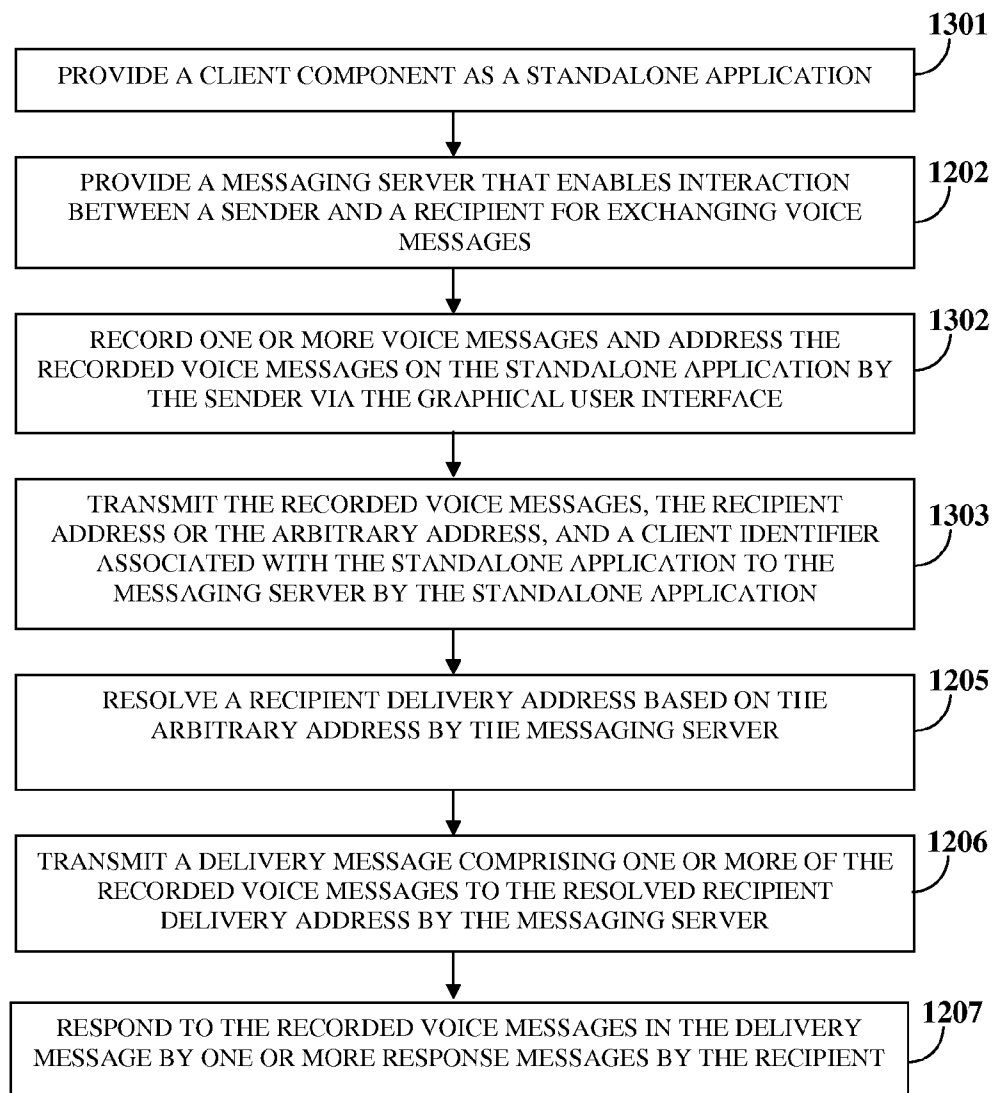 1301
PROVIDE A CLIENT COMPONENT AS A STANDALONE APPLICATION
1202
PROVIDE A MESSAGING SERVER THAT ENABLES INTERACTION
BETWEEN A SENDER AND A RECIPIENT FOR EXCHANGING VOICE
MESSAGES
1302
RECORD ONE OR MORE VOICE MESSAGES AND ADDRESS THE
RECORDED VOICE MESSAGES ON THE STANDALONE APPLICATION BY
THE SENDER VIA THE GRAPHICAL USER INTERFACE
1303
TRANSMIT THE RECORDED VOICE MESSAGES, THE RECIPIENT
ADDRESS OR THE ARBITRARY ADDRESS, AND A CLIENT IDENTIFIER
ASSOCIATED WITH THE STANDALONE APPLICATION TO THE
MESSAGING SERVER BY THE STANDALONE APPLICATION
1205
RESOLVE A RECIPIENT DELIVERY ADDRESS BASED ON THE
ARBITRARY ADDRESS BY THE MESSAGING SERVER
1206
TRANSMIT A DELIVERY MESSAGE COMPRISING ONE OR MORE OF THE
RECORDED VOICE MESSAGES TO THE RESOLVED RECIPIENT
DELIVERY ADDRESS BY THE MESSAGING SERVER
1207
RESPOND TO THE RECORDED VOICE MESSAGES IN THE DELIVERY
MESSAGE BY ONE OR MORE RESPONSE MESSAGES BY THE RECIPIENT